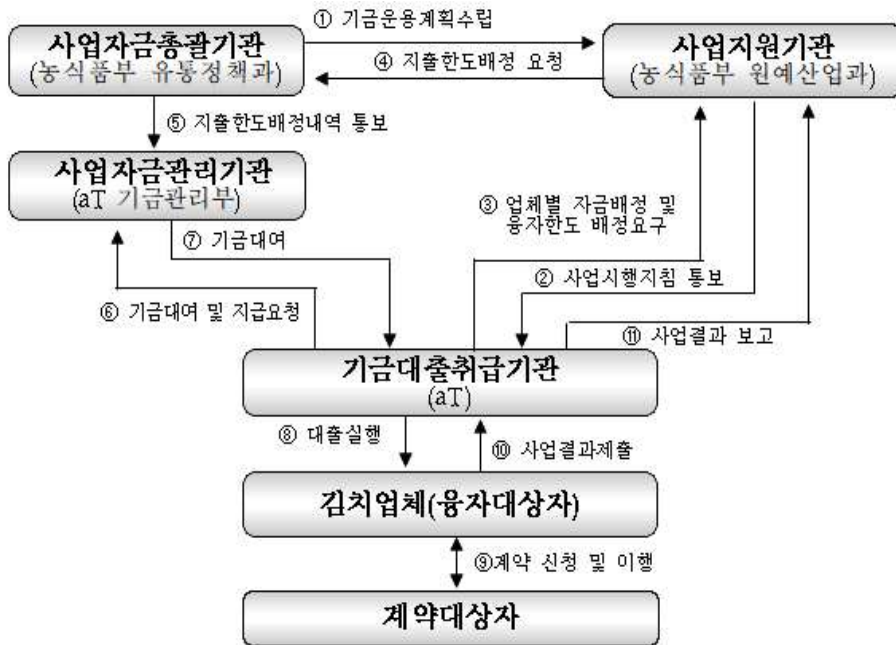 ① 기금운용계획수립
사업자금총괄기관
(농식품부 유통정책과)
사업지원기관
(농식품부 원예산업과)
④ 지출한도배정 요청
⑤ 지출한도배정내역 통보
사업자금관리기관
(aT 기금관리부)
③ 업체별 자금배정 및
융자한도 배정요구
⑦ 기금대여
② 사업시행지침 통보
⑥ 기금대여 및 지급요청
⑪ 사업결과 보고
기금대출취급기관
(aT)
⑧ 대출실행
⑩ 사업결과제출
김치업체(융자대상자)
⑨계약 신청 및 이행
계약대상자